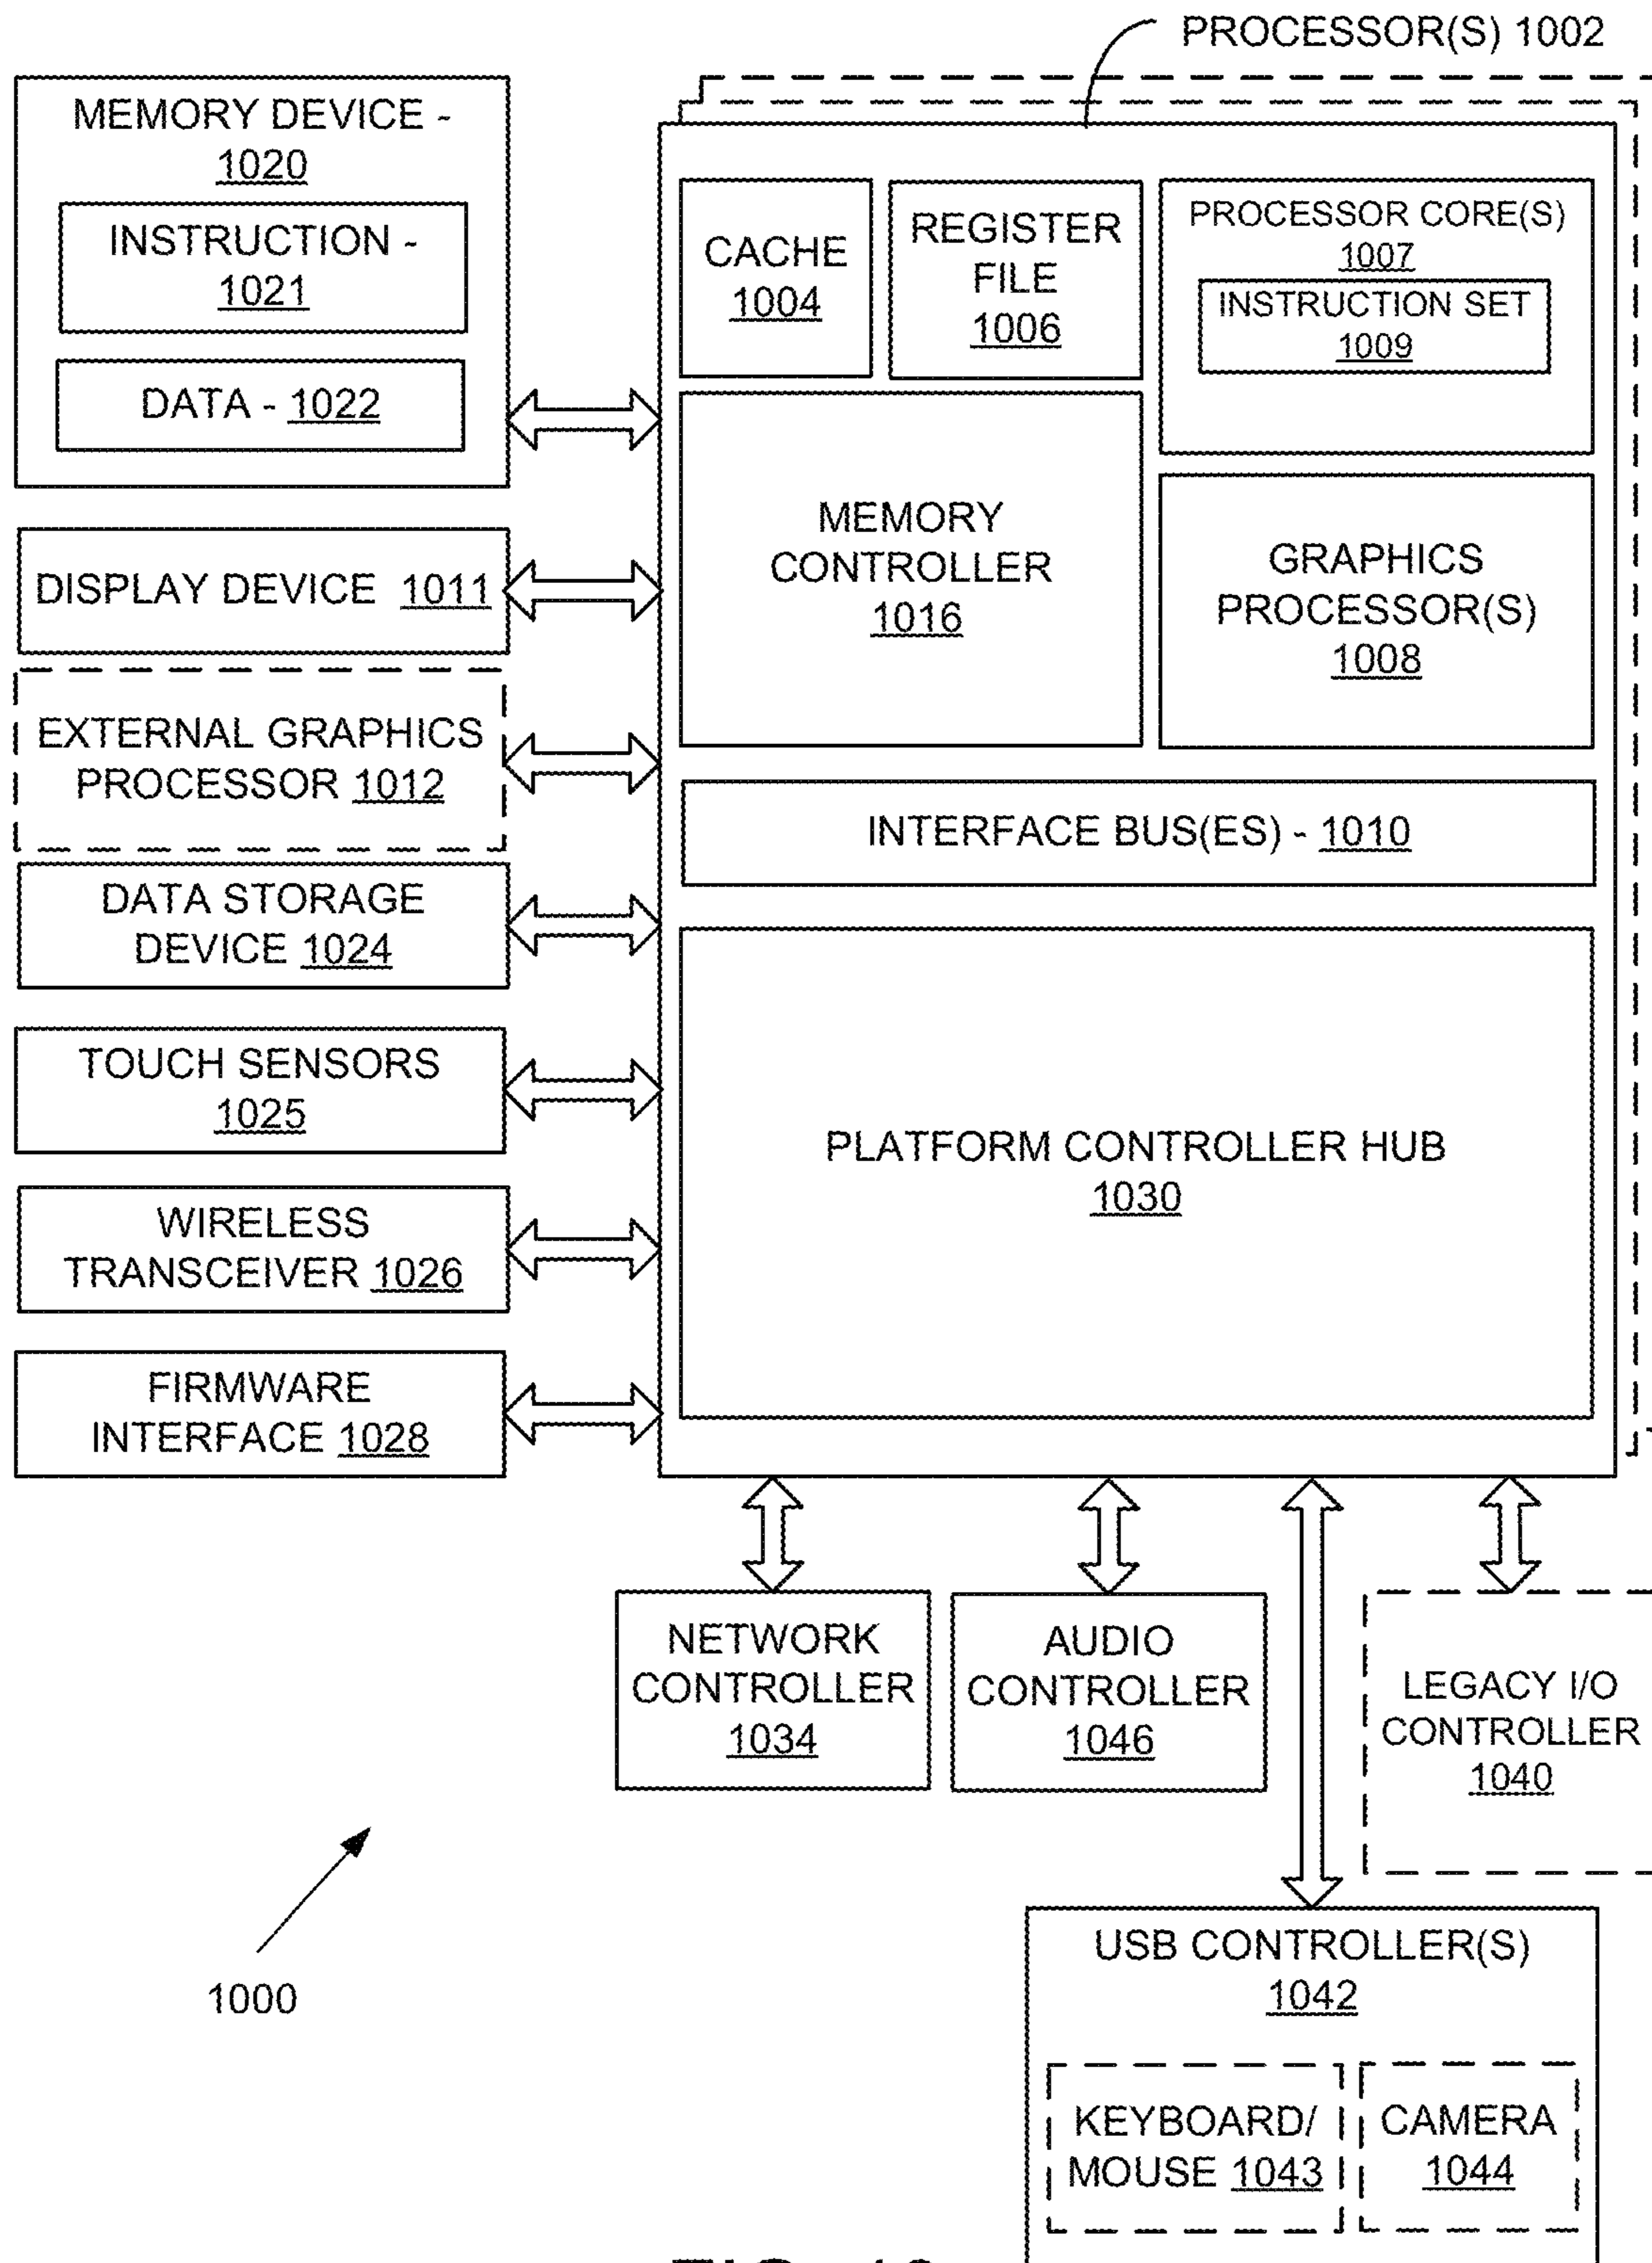 PROCESSOR(S) 1002
MEMORY DEVICE -
1020
INSTRUCTION -
1021
DATA - 1022
CACHE
1004
REGISTER
FILE
1006
PROCESSOR CORE(S)
1007
INSTRUCTION SET
1009
MEMORY
CONTROLLER
1016
GRAPHICS
PROCESSOR(S)
1008
DISPLAY DEVICE 1011
EXTERNAL GRAPHICS
PROCESSOR 1012
INTERFACE BUS(ES) - 1010
DATA STORAGE
DEVICE 1024
TOUCH SENSORS
1025
PLATFORM CONTROLLER HUB
1030
WIRELESS
TRANSCEIVER 1026
FIRMWARE
INTERFACE 1028
NETWORK
CONTROLLER
1034
AUDIO
CONTROLLER
1046
LEGACY I/O
CONTROLLER
1040
1000
USB CONTROLLER(S)
1042
KEYBOARD/
MOUSE 1043
CAMERA
1044